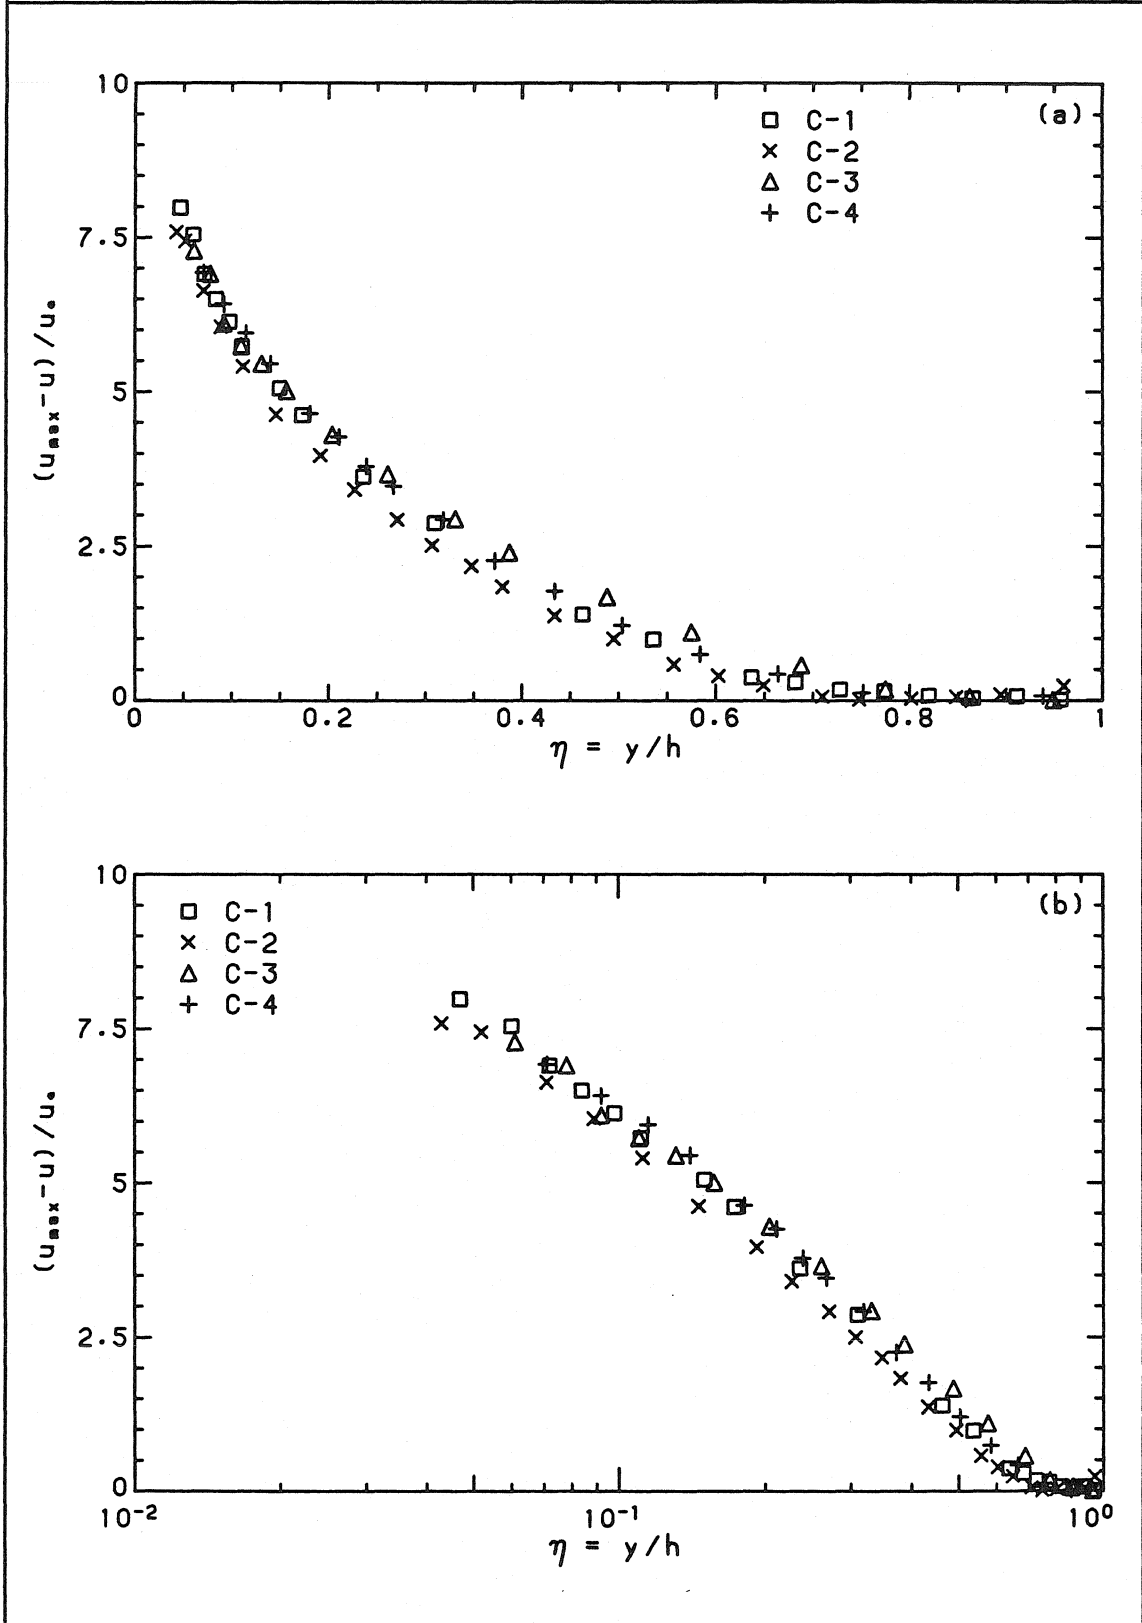 10
(a)
C-1
C-2
C-3
C-4
7.5
5
2.5
0
(u_max-u)/u_*
0 0.2 0.4 0.6 0.8 1
η = y/h
10
(b)
C-1
C-2
C-3
C-4
7.5
5
2.5
0
(u_max-u)/u_*
10⁻² 10⁻¹ 10⁰
η = y/h